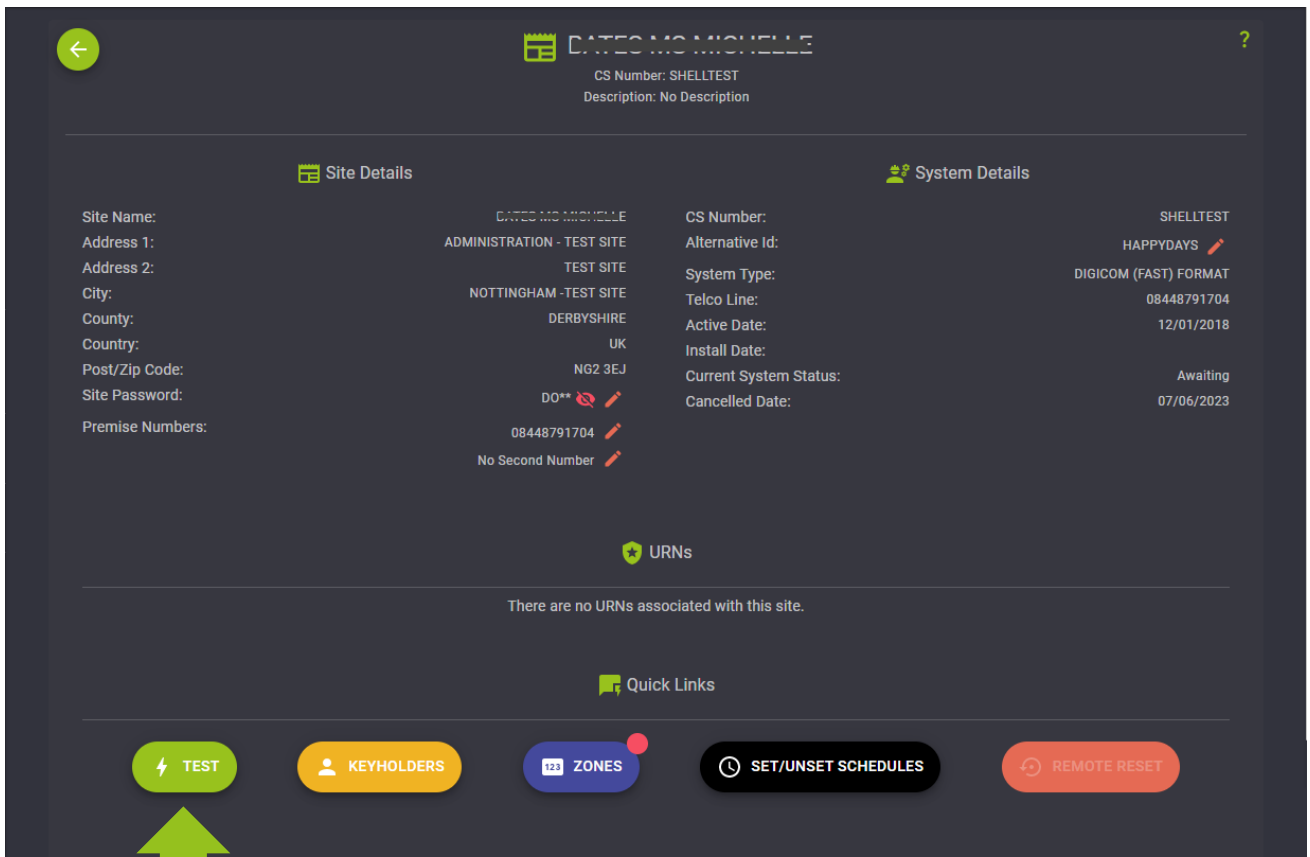 ?
CS Number: SHELLTEST
Description: No Description
Site Details
Site Name:
Address 1: ADMINISTRATION - TEST SITE
Address 2: TEST SITE
City: NOTTINGHAM -TEST SITE
County: DERBYSHIRE
Country: UK
Post/Zip Code: NG2 3EJ
Site Password: DO**
Premise Numbers: 08448791704
No Second Number
System Details
CS Number: SHELLTEST
Alternative Id: HAPPYDAYS
System Type: DIGICOM (FAST) FORMAT
Telco Line: 08448791704
Active Date: 12/01/2018
Install Date:
Current System Status: Awaiting
Cancelled Date: 07/06/2023
URNs
There are no URNs associated with this site.
Quick Links
TEST
KEYHOLDERS
123 ZONES
SET/UNSET SCHEDULES
REMOTE RESET